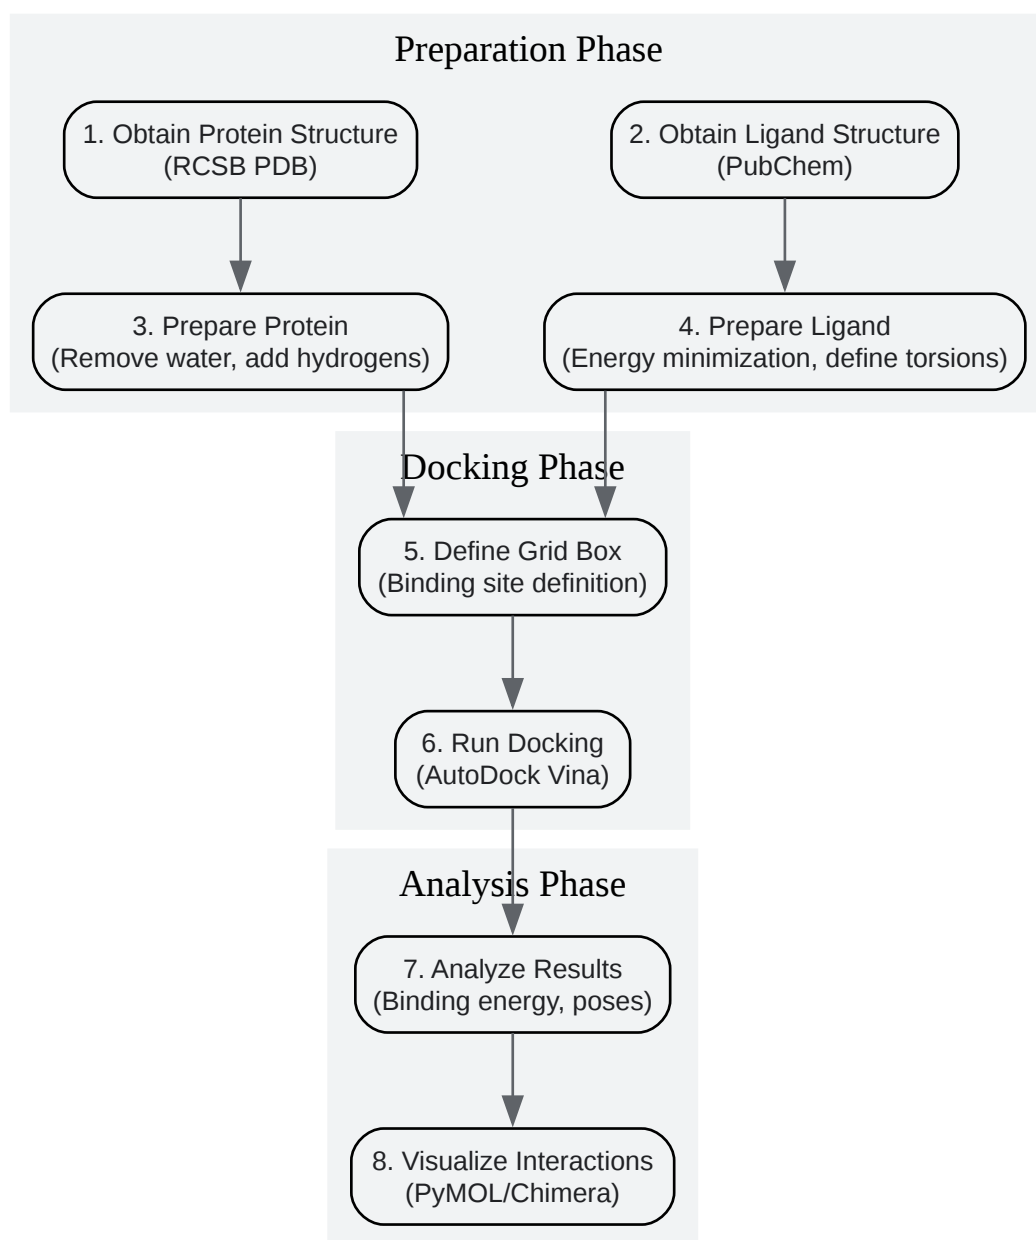 Preparation Phase
1. Obtain Protein Structure
(RCSB PDB)
2. Obtain Ligand Structure
(PubChem)
3. Prepare Protein
(Remove water, add hydrogens)
4. Prepare Ligand
(Energy minimization, define torsions)
Docking Phase
5. Define Grid Box
(Binding site definition)
6. Run Docking
(AutoDock Vina)
Analysis Phase
7. Analyze Results
(Binding energy, poses)
8. Visualize Interactions
(PyMOL/Chimera)